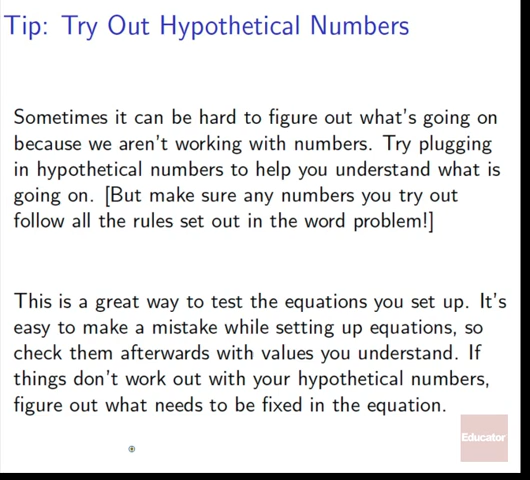 Tip: Try Out Hypothetical Numbers
Sometimes it can be hard to figure out what's going on
because we aren't working with numbers. Try plugging
in hypothetical numbers to help you understand what is
going on. [But make sure any numbers you try out
follow all the rules set out in the word problem!]
This is a great way to test the equations you set up. It's
easy to make a mistake while setting up equations, so
check them afterwards with values you understand. If
things don't work out with your hypothetical numbers,
figure out what needs to be fixed in the equation.
Educator